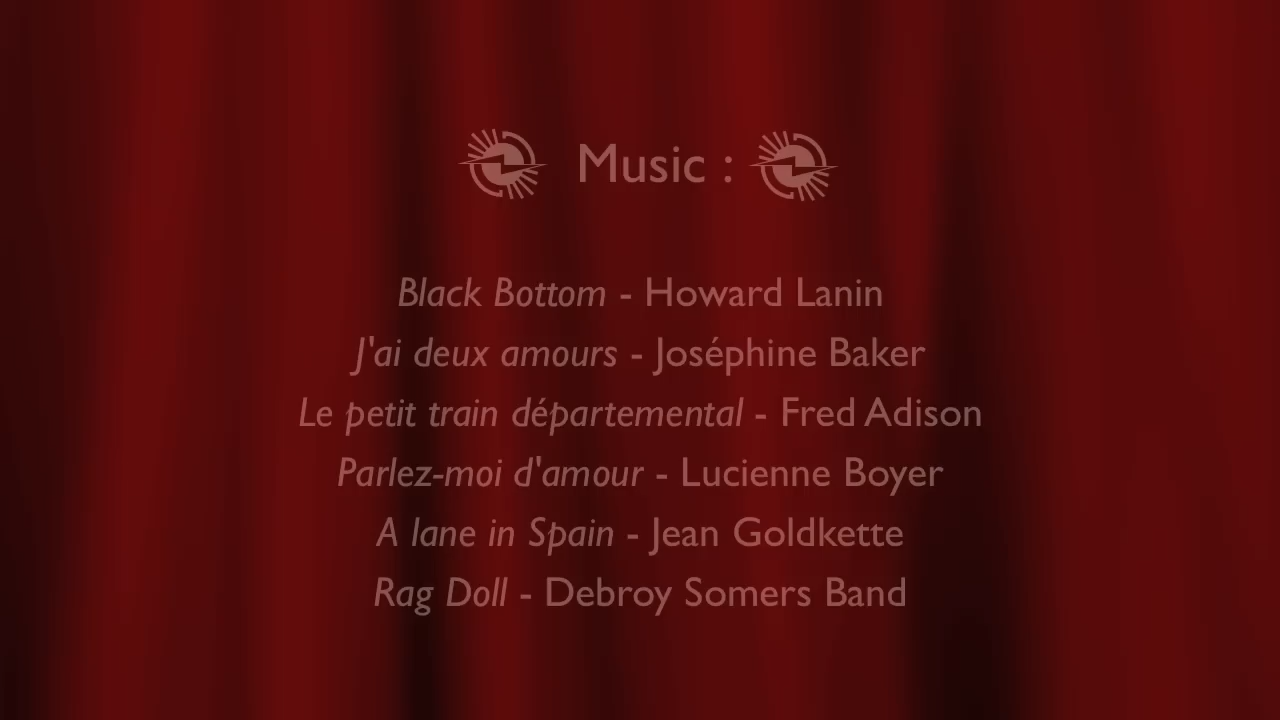 Music :
Black Bottom - Howard Lanin
J'ai deux amours - Joséphine Baker
Le petit train départemental - Fred Adison
Parlez-moi d'amour - Lucienne Boyer
A lane in Spain - Jean Goldkette
Rag Doll - Debroy Somers Band